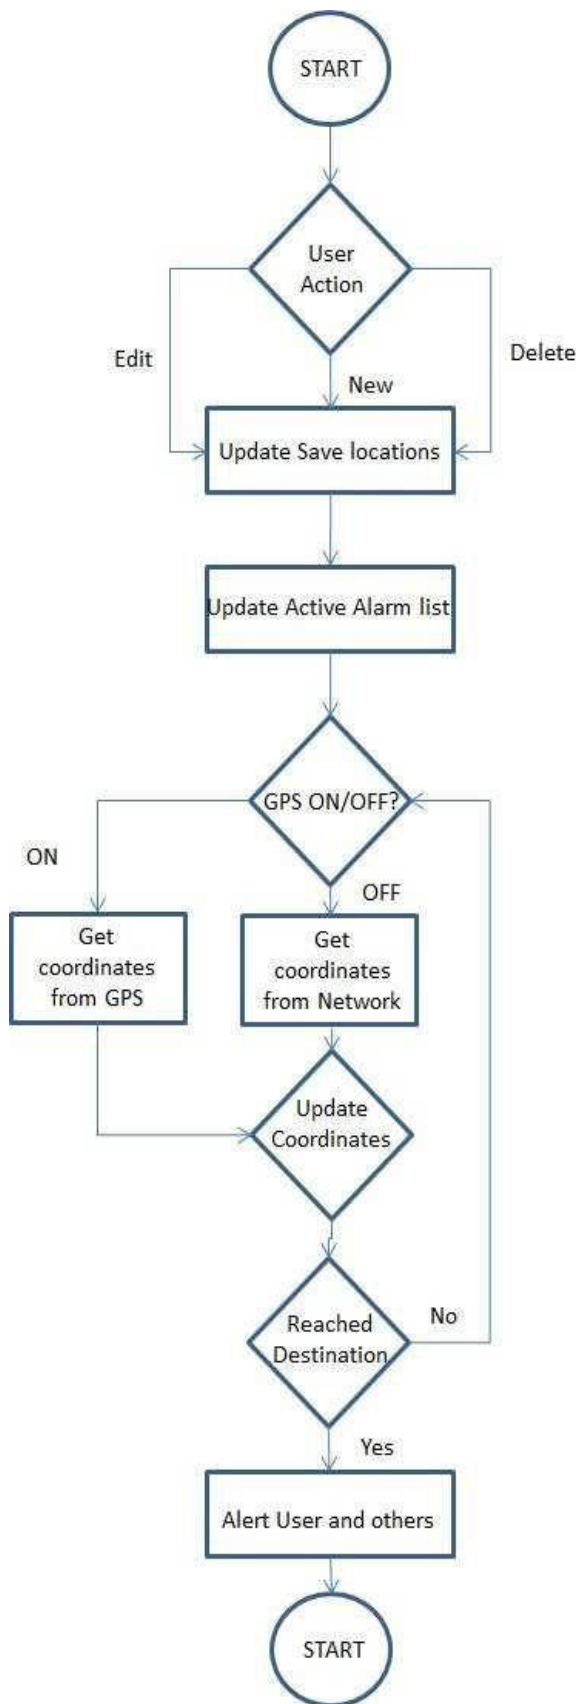 START
User
Action
Edit
Delete
New
Update Save locations
Update Active Alarm list
GPS ON/OFF?
ON
OFF
Get
coordinates
from GPS
Get
coordinates
from Network
Update
Coordinates
Reached
Destination
No
Yes
Alert User and others
START